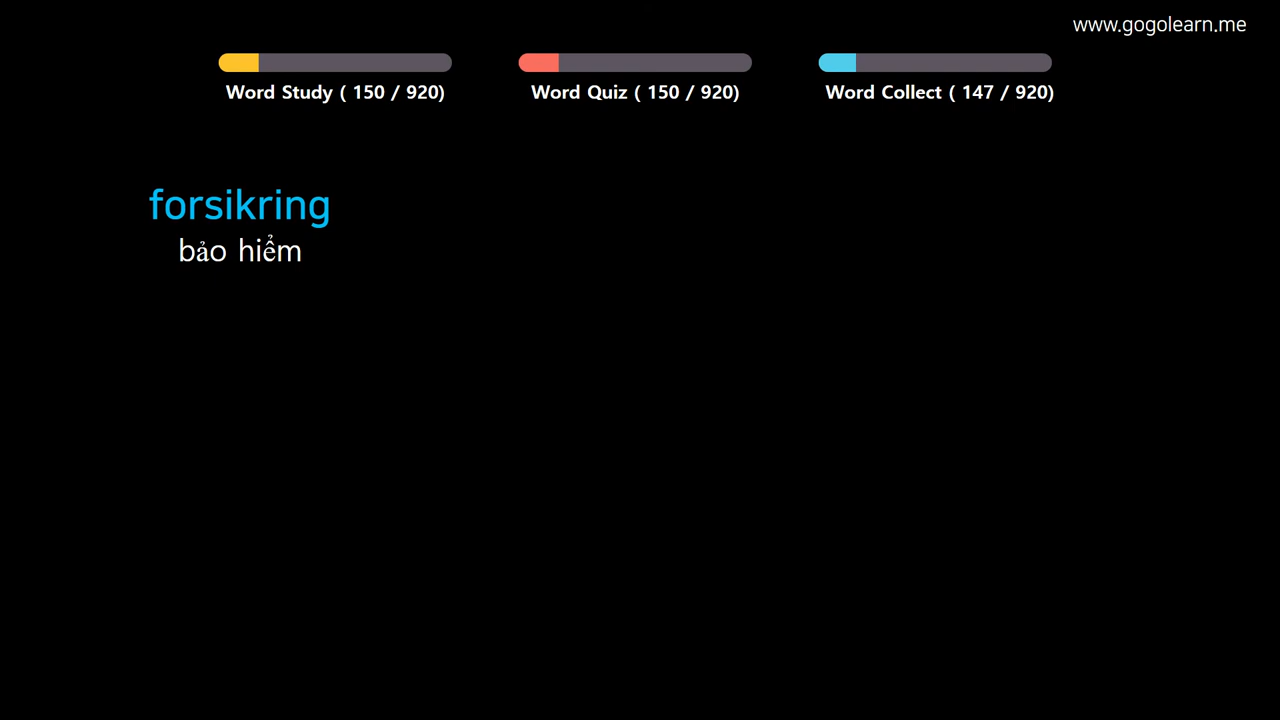 www.gogolearn.me
Word Study ( 150 / 920)
Word Quiz ( 150 / 920)
Word Collect ( 147 / 920)
forsikring
bảo hiểm